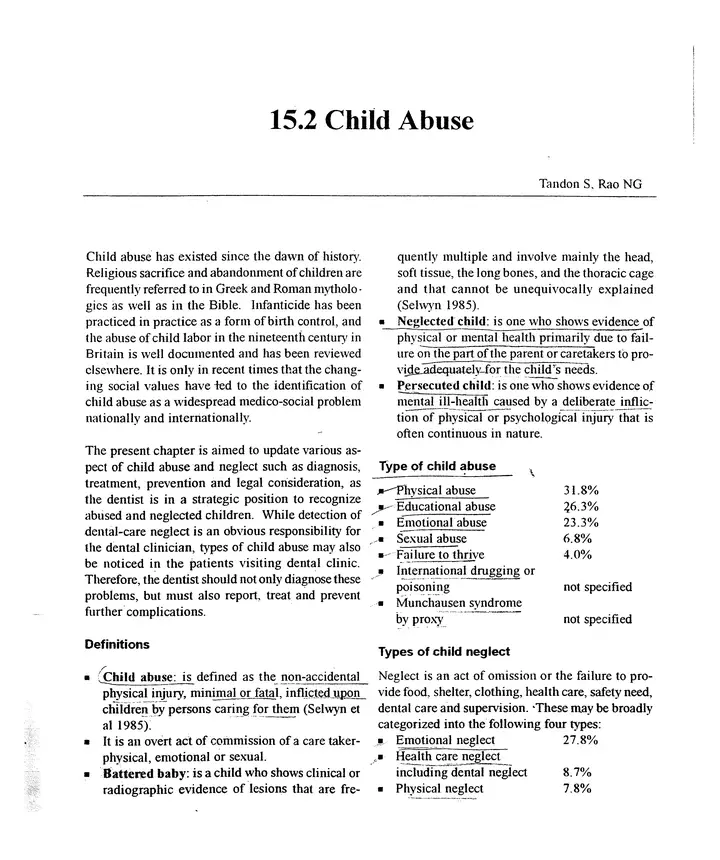 15.2 Child Abuse
Tandon S, Rao NG
Child abuse has existed since the dawn of history.
Religious sacrifice and abandonment of children are
frequently referred to in Greek and Roman mytholo-
gies as well as in the Bible. Infanticide has been
practiced in practice as a form of birth control, and
the abuse of child labor in the nineteenth century in
Britain is well documented and has been reviewed
elsewhere. It is only in recent times that the chang-
ing social values have led to the identification of
child abuse as a widespread medico-social problem
nationally and internationally.
The present chapter is aimed to update various as-
pect of child abuse and neglect such as diagnosis,
treatment, prevention and legal consideration, as
the dentist is in a strategic position to recognize
abused and neglected children. While detection of
dental-care neglect is an obvious responsibility for
the dental clinician, types of child abuse may also
be noticed in the patients visiting dental clinic.
Therefore, the dentist should not only diagnose these
problems, but must also report, treat and prevent
further complications.
Definitions
▪ Child abuse: is defined as the non-accidental
physical injury, minimal or fatal, inflicted upon
children by persons caring for them (Selwyn et
al 1985).
▪ It is an overt act of commission of a care taker-
physical, emotional or sexual.
▪ Battered baby: is a child who shows clinical or
radiographic evidence of lesions that are fre-
quently multiple and involve mainly the head,
soft tissue, the long bones, and the thoracic cage
and that cannot be unequivocally explained
(Selwyn 1985).
▪ Neglected child: is one who shows evidence of
physical or mental health primarily due to fail-
ure on the part of the parent or caretakers to pro-
vide adequately for the child's needs.
▪ Persecuted child: is one who shows evidence of
mental ill-health caused by a deliberate inflic-
tion of physical or psychological injury that is
often continuous in nature.
Type of child abuse
▪ Physical abuse 31.8%
▪ Educational abuse 26.3%
▪ Emotional abuse 23.3%
▪ Sexual abuse 6.8%
▪ Failure to thrive 4.0%
▪ International drugging or
poisoning not specified
▪ Munchausen syndrome
by proxy not specified
Types of child neglect
Neglect is an act of omission or the failure to pro-
vide food, shelter, clothing, health care, safety need,
dental care and supervision. These may be broadly
categorized into the following four types:
▪ Emotional neglect 27.8%
▪ Health care neglect
including dental neglect 8.7%
▪ Physical neglect 7.8%